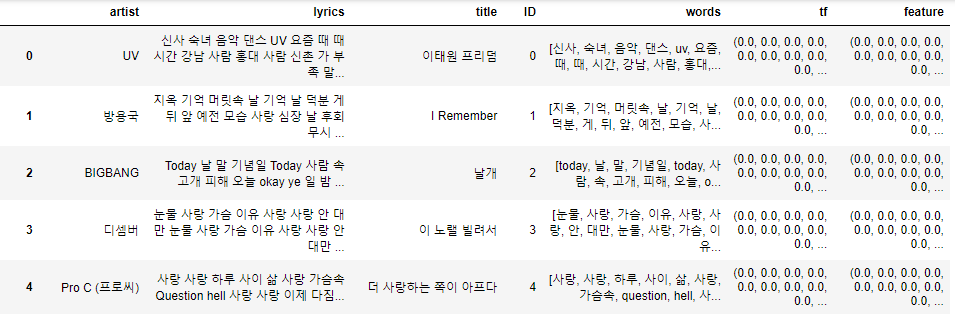 artist lyrics title ID words tf feature
0 UV 신사 숙녀 음악 댄스 UV 요즘 때 때 시간 강남 사람 홍대 사람 신촌 가 부족 말... 이태원 프리덤 0 [신사, 숙녀, 음악, 댄스, uv, 요즘, 때, 때, 시간, 강남, 사람, 홍대,... (0.0, 0.0, 0.0, 0.0, 0.0, 0.0, 0.0, 0.0, 0.0, ... (0.0, 0.0, 0.0, 0.0, 0.0, 0.0, 0.0, 0.0, 0.0, ...
1 방용국 지옥 기억 머릿속 날 기억 날 덕분 게 뒤 앞 예전 모습 사랑 심장 날 후회 무시 ... I Remember 1 [지옥, 기억, 머릿속, 날, 기억, 날, 덕분, 게, 뒤, 앞, 예전, 모습, 사... (0.0, 0.0, 0.0, 0.0, 0.0, 0.0, 0.0, 0.0, 0.0, ... (0.0, 0.0, 0.0, 0.0, 0.0, 0.0, 0.0, 0.0, 0.0, ...
2 BIGBANG Today 날 말 기념일 Today 사람 속 고개 피해 오늘 okay ye 일 밤 ... 날개 2 [today, 날, 말, 기념일, today, 사람, 속, 고개, 피해, 오늘, o... (0.0, 0.0, 0.0, 0.0, 0.0, 0.0, 0.0, 0.0, 0.0, ... (0.0, 0.0, 0.0, 0.0, 0.0, 0.0, 0.0, 0.0, 0.0, ...
3 디셈버 눈물 사랑 가슴 이유 사랑 사랑 안 대만 눈물 사랑 가슴 이유 사랑 사랑 안 대만 ... 이 노랠 빌려서 3 [눈물, 사랑, 가슴, 이유, 사랑, 사랑, 안, 대만, 눈물, 사랑, 가슴, 이유... (0.0, 0.0, 0.0, 0.0, 0.0, 0.0, 0.0, 0.0, 0.0, ... (0.0, 0.0, 0.0, 0.0, 0.0, 0.0, 0.0, 0.0, 0.0, ...
4 Pro C (프로씨) 사랑 사랑 하루 사이 삶 사랑 가슴속 Question hell 사랑 사랑 이제 다짐... 더 사랑하는 쪽이 아프다 4 [사랑, 사랑, 하루, 사이, 삶, 사랑, 가슴속, question, hell, 사... (0.0, 0.0, 0.0, 0.0, 0.0, 0.0, 0.0, 0.0, 0.0, ... (0.0, 0.0, 0.0, 0.0, 0.0, 0.0, 0.0, 0.0, 0.0, ...